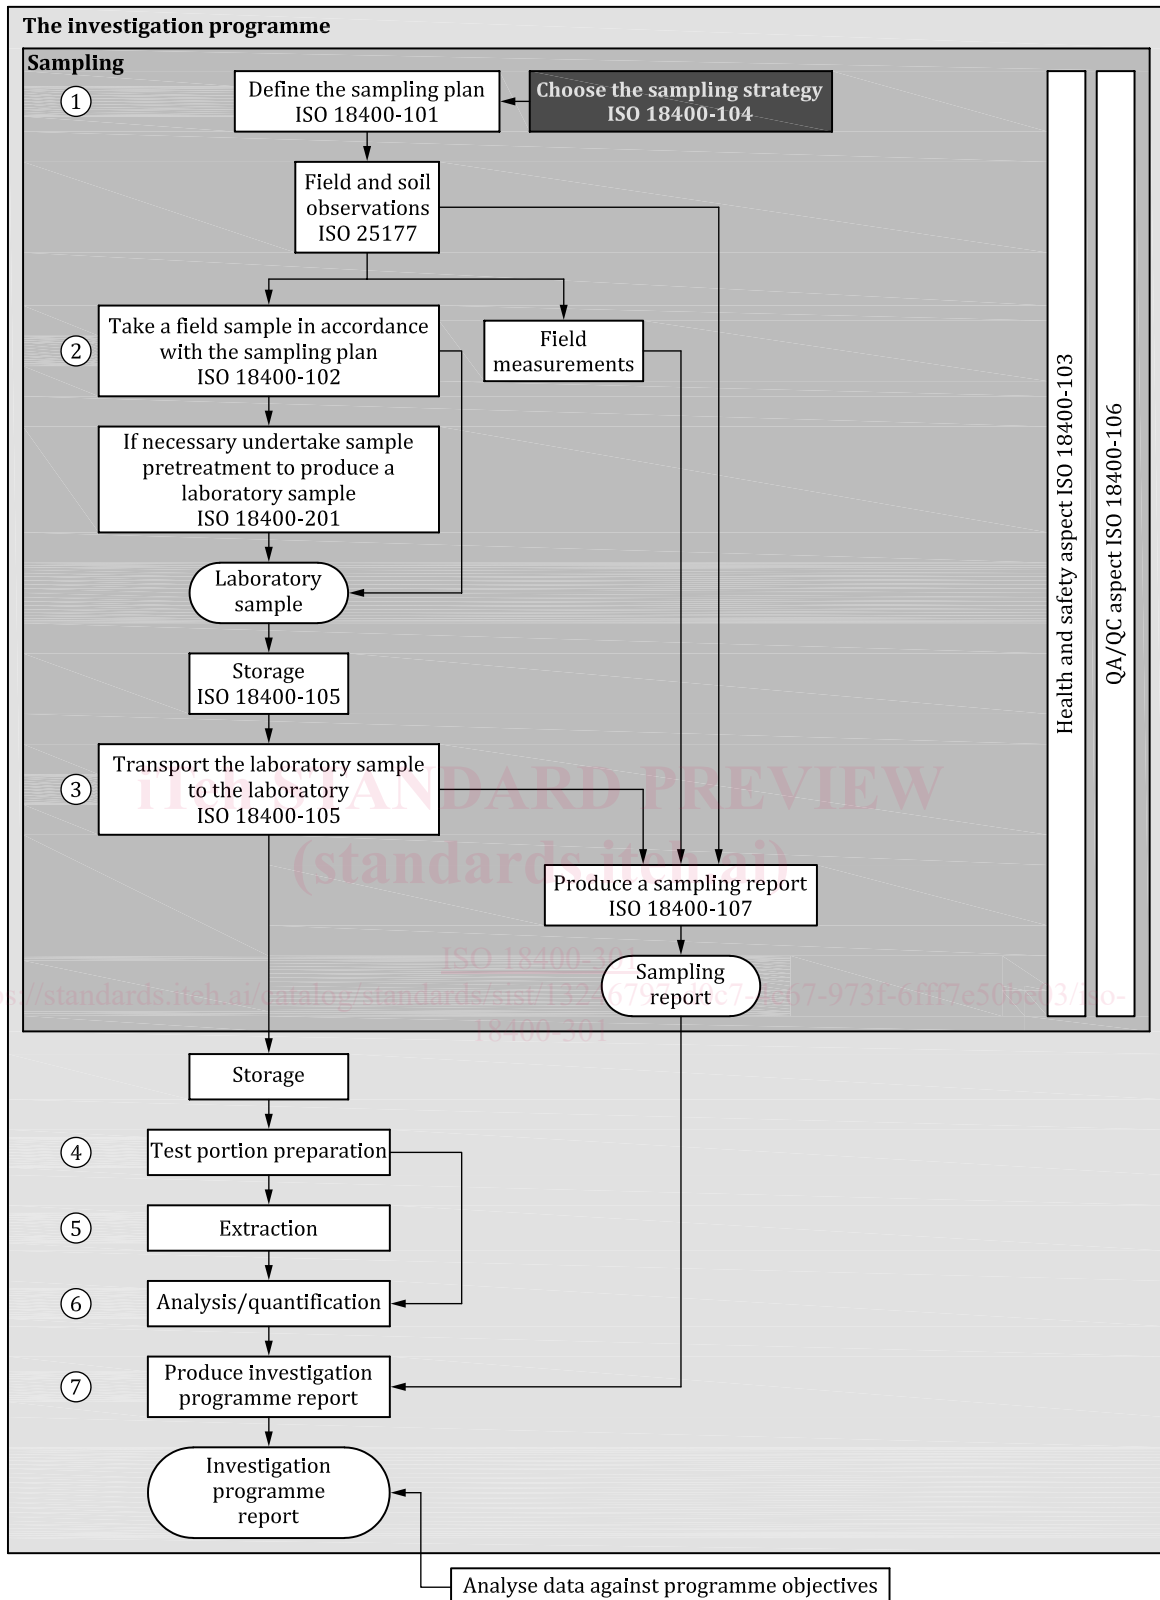 The investigation programme
Sampling
1
Define the sampling plan
ISO 18400-101
Choose the sampling strategy
ISO 18400-104
Field and soil
observations
ISO 25177
2
Take a field sample in accordance
with the sampling plan
ISO 18400-102
Field
measurements
If necessary undertake sample
pretreatment to produce a
laboratory sample
ISO 18400-201
Laboratory
sample
Storage
ISO 18400-105
3
Transport the laboratory sample
to the laboratory
ISO 18400-105
Health and safety aspect ISO 18400-103
QA/QC aspect ISO 18400-106
iTeh STANDARD PREVIEW
(standards.iteh.ai)
Produce a sampling report
ISO 18400-107
ISO 18400-301
Sampling
report
18400-301
Storage
4
Test portion preparation
5
Extraction
6
Analysis/quantification
7
Produce investigation
programme report
Investigation
programme
report
Analyse data against programme objectives